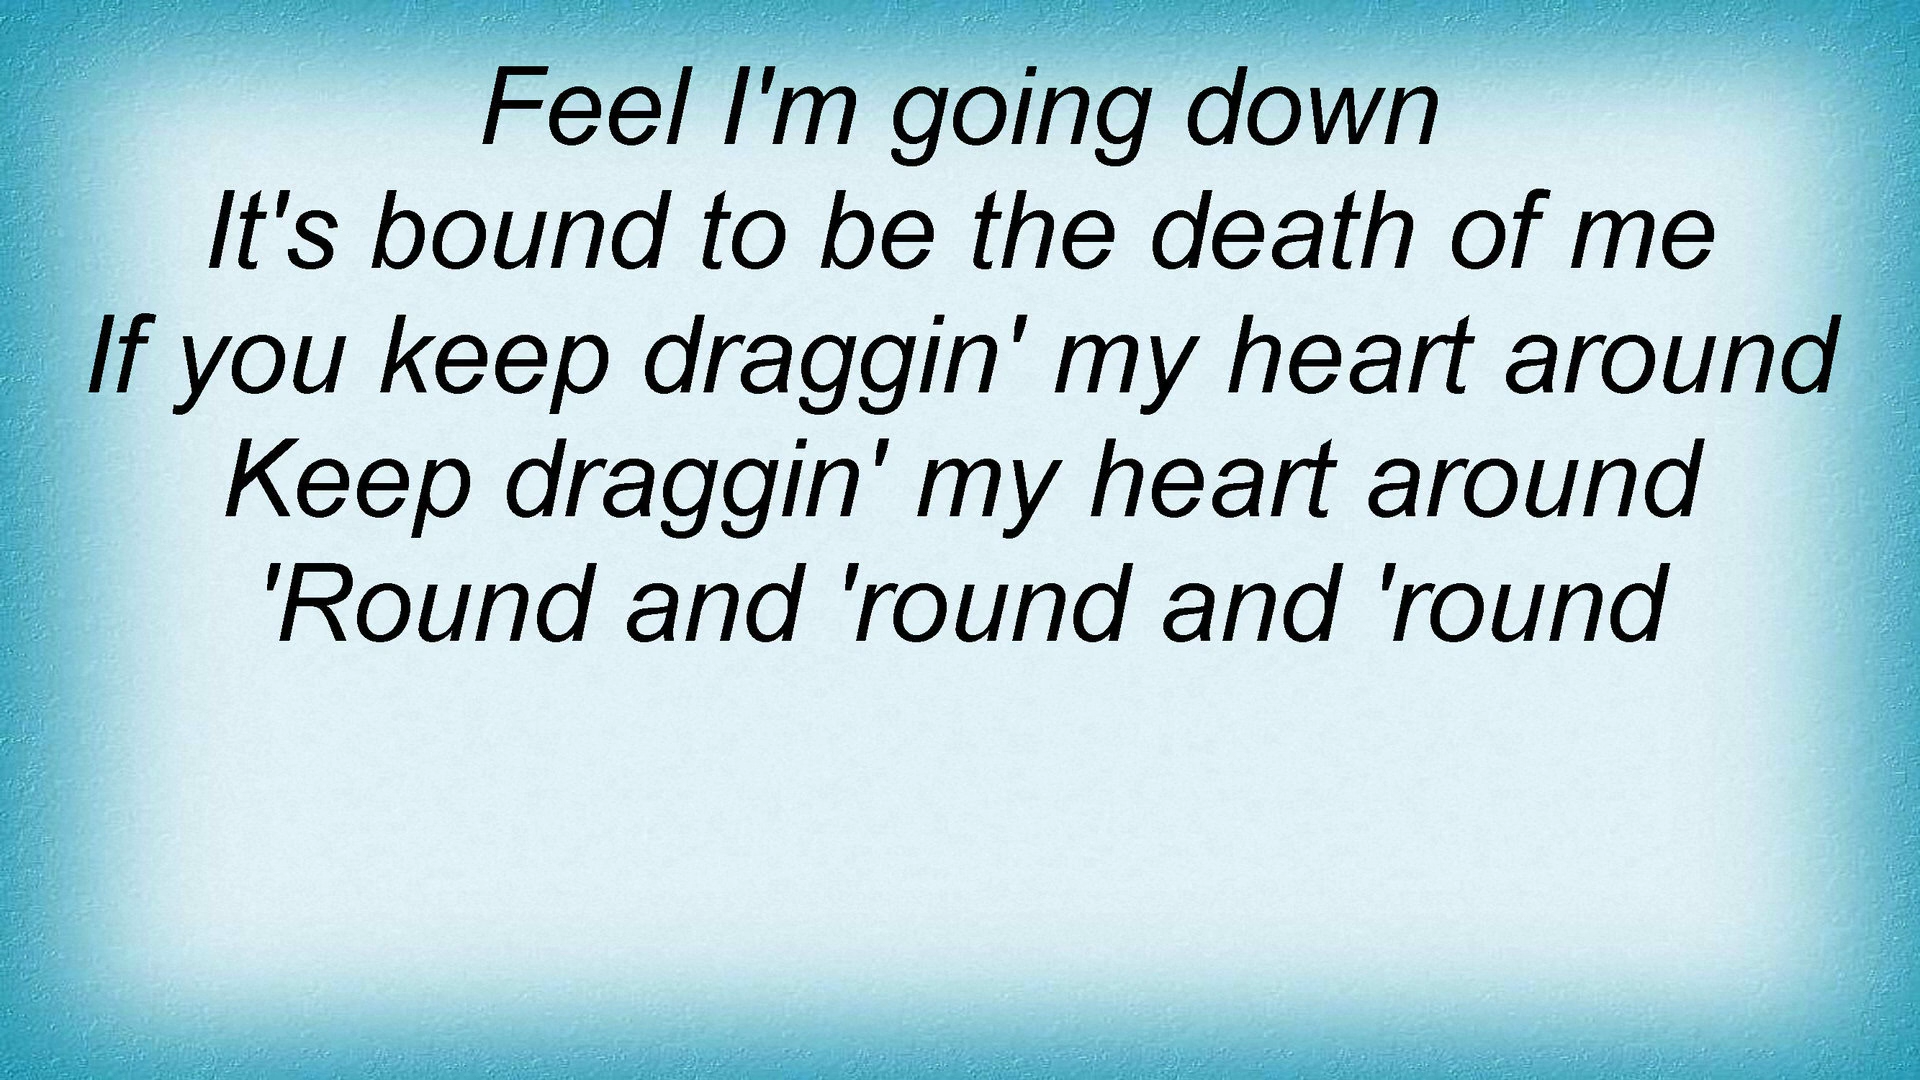 Feel I'm going down
It's bound to be the death of me
If you keep draggin' my heart around
Keep draggin' my heart around
'Round and 'round and 'round